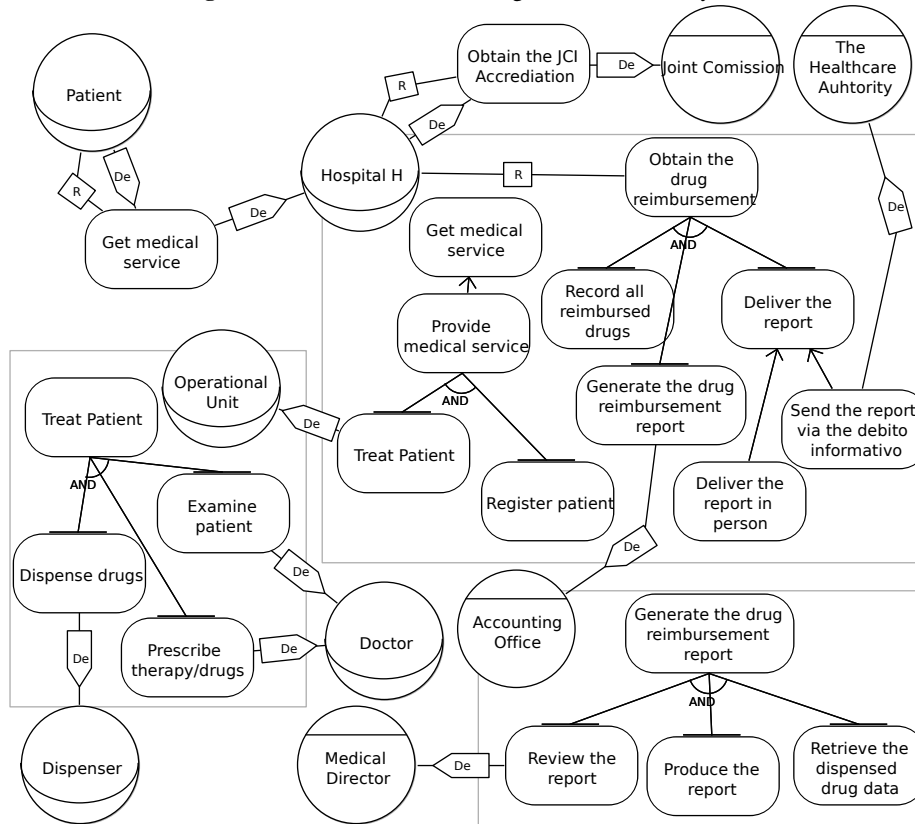 Obtain the JCI
Accrediation
De
Joint Comission
The
Healthcare
Auhtority
Patient
R
De
De
R
Hospital H
R
Obtain the
drug
reimbursement
De
De
Get medical
service
Get medical
service
AND
Record all
reimbursed
drugs
Deliver the
report
Provide
medical service
Operational
Unit
De
AND
Treat Patient
Treat Patient
Generate the drug
reimbursement
report
Send the report
via the debito
informativo
AND
Examine
patient
Register patient
Deliver the
report in
person
Dispense drugs
De
De
De
Prescribe
therapy/drugs
De
Doctor
Accounting
Office
Generate the drug
reimbursement
report
AND
Dispenser
Medical
Director
De
Review the
report
Produce the
report
Retrieve the
dispensed
drug data